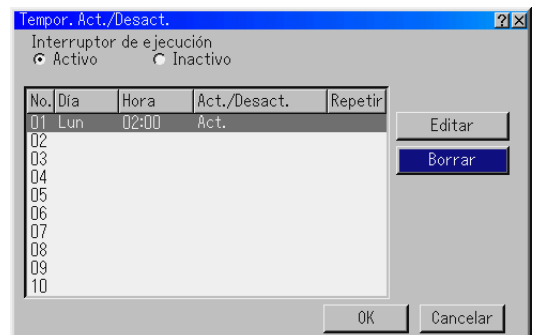 Tempor. Act./Desact.
Interruptor de ejecución
Activo Inactivo
No. Día Hora Act./Desact. Repetir
01 Lun 02:00 Act.
02
03
04
05
06
07
08
09
10
Editar
Borrar
OK Cancelar